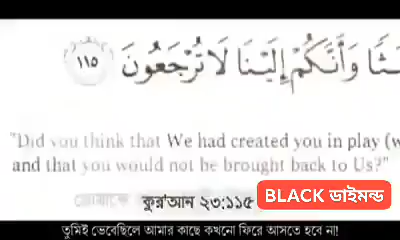 ـثًا وَأَنَّكُمْ إِلَيْنَا لَا تُرْجَعُونَ ١١٥
"Did you think that We had created you in play (w
and that you would not be brought back to Us?"
কুর'আন ২৩:১১৫
BLACK ডাইমন্ড
তুমিই ভেবেছিলে আমার কাছে কখনো ফিরে আসতে হবে না!